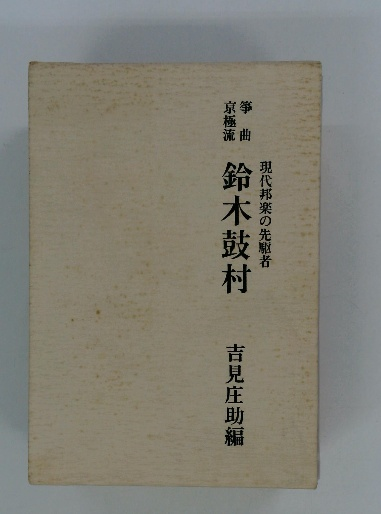 箏曲
京極流
現代邦楽の先駆者
鈴木鼓村
吉見庄助編